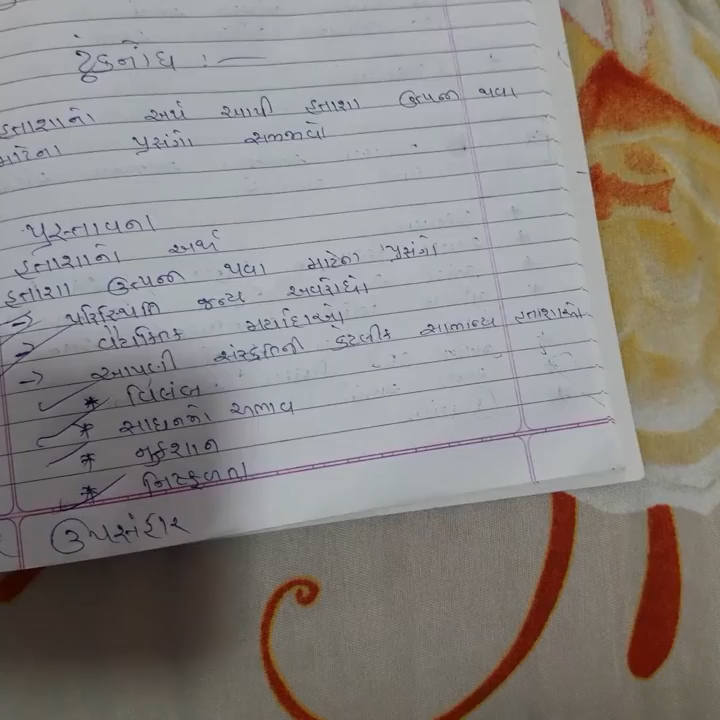 ટૂંકનોંધ :—
હતાશાનો અર્થ આપી હતાશા ઉત્પન્ન થવા
માટેના પ્રસંગો સમજાવો
પ્રસ્તાવના
હતાશાનો અર્થ
હતાશા ઉત્પન્ન થવા માટેના પ્રસંગો
→ પરિસ્થિતિ જન્ય અવરોધો
→ વૈયક્તિક મર્યાદાઓ
→ આપણી સંસ્કૃતિની કેટલીક સામાન્ય હતાશાઓ
* વિલંબ
* સાધનનો અભાવ
* નુકશાન
* નિષ્ફળતા
ઉપસંહાર